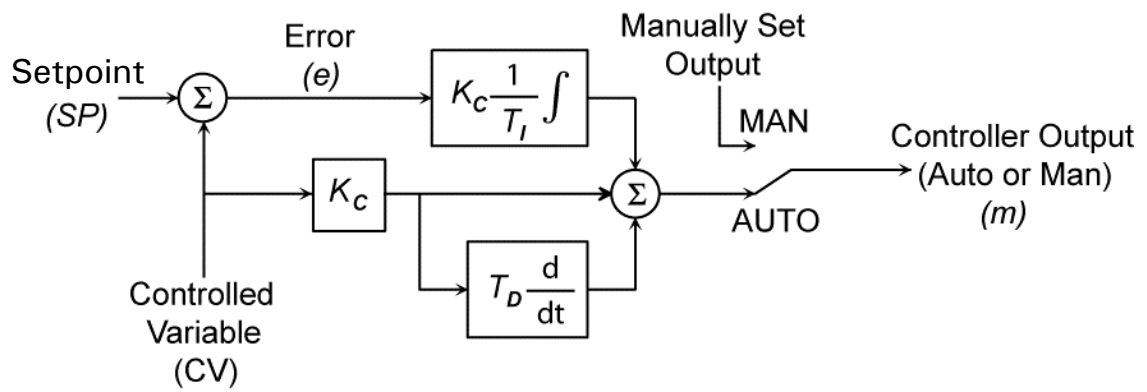 Setpoint
(SP)
Σ
Error
(e)
K_C 1/T_I ∫
Manually Set
Output
MAN
Controller Output
(Auto or Man)
(m)
K_C
Σ
AUTO
T_D d/dt
Controlled
Variable
(CV)